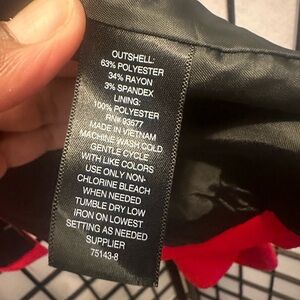 OUTSHELL:
63% POLYESTER
34% RAYON
3% SPANDEX
LINING:
100% POLYESTER
RN# 93677
MADE IN VIETNAM
MACHINE WASH COLD
GENTLE CYCLE
WITH LIKE COLORS
USE ONLY NON-
CHLORINE BLEACH
WHEN NEEDED
TUMBLE DRY LOW
IRON ON LOWEST
SETTING AS NEEDED
SUPPLIER
75143-8